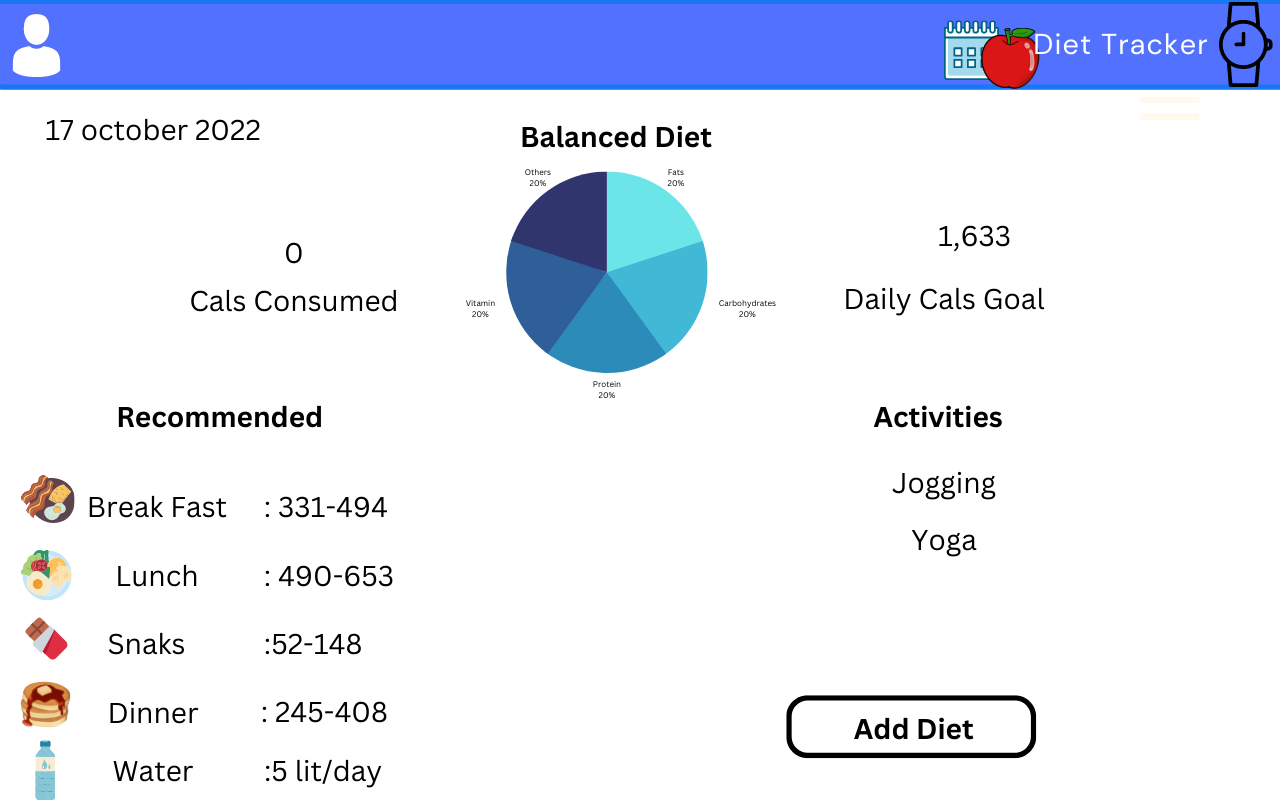 Diet Tracker
17 october 2022
Balanced Diet
Others
20%
Fats
20%
0
Cals Consumed
1,633
Daily Cals Goal
Vitamin
20%
Carbohydrates
20%
Protein
20%
Recommended
Break Fast : 331-494
Lunch : 490-653
Snaks :52-148
Dinner : 245-408
Water :5 lit/day
Activities
Jogging
Yoga
Add Diet